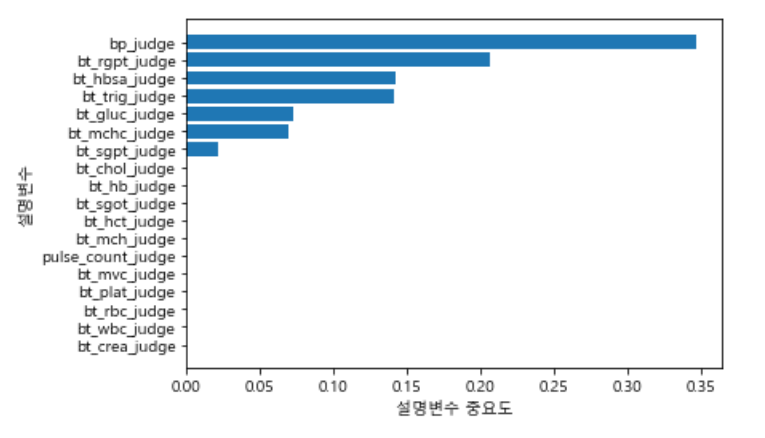 설명변수
bp_judge
bt_rgpt_judge
bt_hbsa_judge
bt_trig_judge
bt_gluc_judge
bt_mchc_judge
bt_sgpt_judge
bt_chol_judge
bt_hb_judge
bt_sgot_judge
bt_hct_judge
bt_mch_judge
pulse_count_judge
bt_mvc_judge
bt_plat_judge
bt_rbc_judge
bt_wbc_judge
bt_crea_judge
0.00 0.05 0.10 0.15 0.20 0.25 0.30 0.35
설명변수 중요도